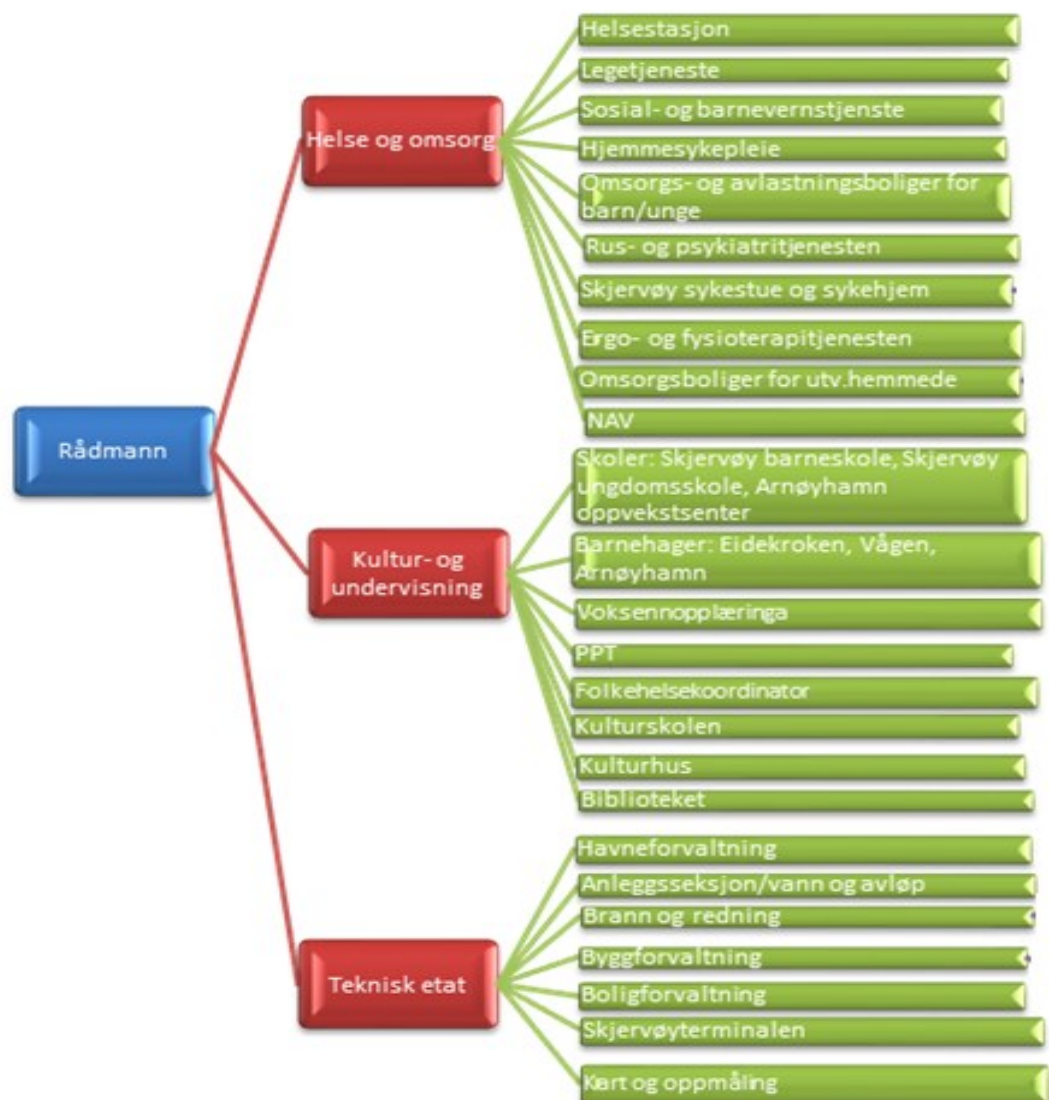 Rådmann
Helse og omsorg
Helsestasjon
Legetjeneste
Sosial- og barnevernstjenste
Hjemmesykepleie
Omsorgs- og avlastningsboliger for
barn/unge
Rus- og psykiatritjenesten
Skjervøy sykestue og sykehjem
Ergo- og fysioterapitjenesten
Omsorgsboliger for utv.hemmede
NAV
Kultur- og
undervisning
Skoler: Skjervøy barneskole, Skjervøy
ungdomsskole, Arnøyhamn
oppvekstsenter
Barnehager: Eidekroken, Vågen,
Arnøyhamn
Voksennopplæringa
PPT
Folkehelsekoordinator
Kulturskolen
Kulturhus
Biblioteket
Teknisk etat
Havneforvaltning
Anleggsseksjon/vann og avløp
Brann og redning
Byggforvaltning
Boligforvaltning
Skjervøyterminalen
Kart og oppmåling